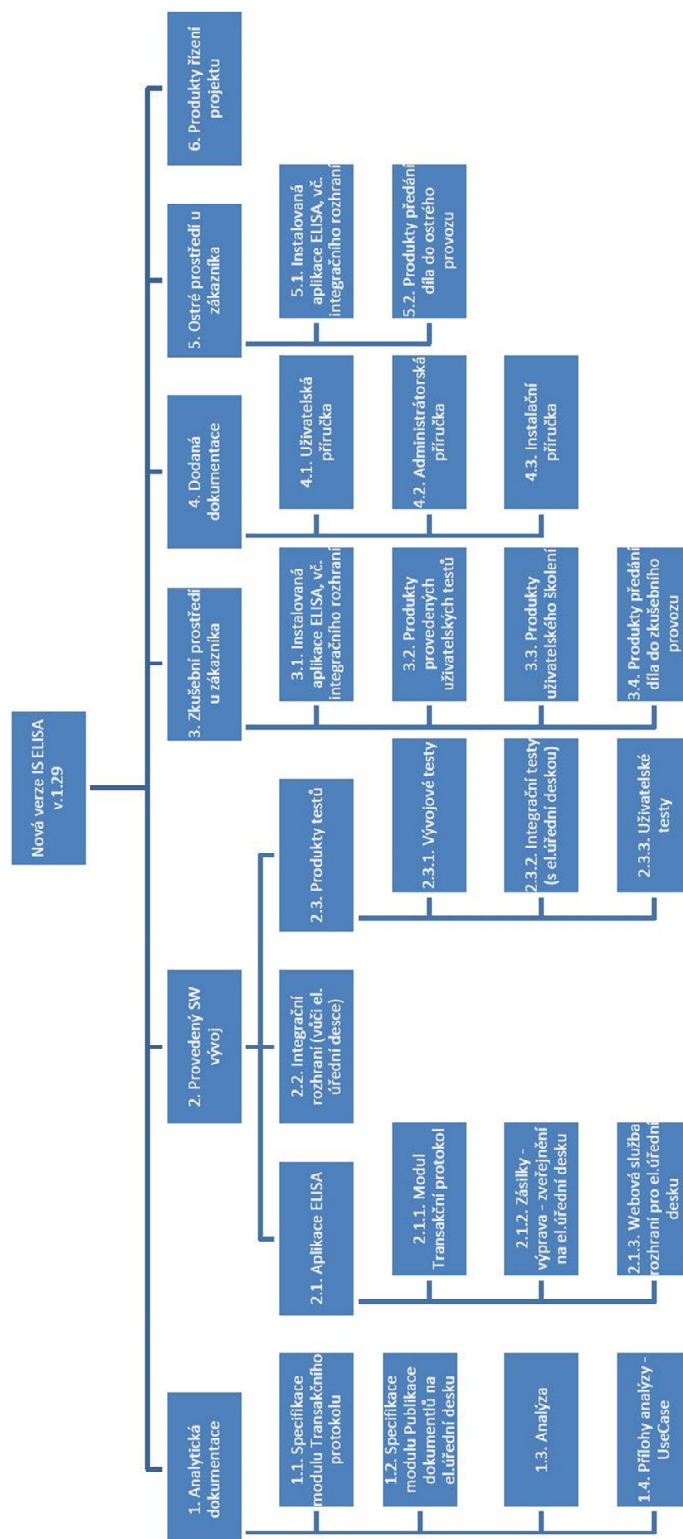 Nová verze IS ELISA
v.1.29
1. Analytická
dokumentace
1.1. Specifikace
modulu Transakčního
protokolu
1.2. Specifikace
modulu Publikace
dokumentů na
el.úřední desku
1.3. Analýza
1.4. Přílohy analýzy -
UseCase
2. Provedený SW
vývoj
2.1. Aplikace ELISA
2.1.1. Modul
Transakční protokol
2.1.2. Zásilky -
výprava - zveřejnění
na el.úřední desku
2.1.3. Webová služba
rozhraní pro el.úřední
desku
2.2. Integrační
rozhraní (vůči el.
úřední desce)
2.3. Produkty testů
2.3.1. Vývojové testy
2.3.2. Integrační testy
(s el.úřední deskou)
2.3.3. Uživatelské
testy
3. Zkušební prostředí
u zákazníka
3.1. Instalovaná
aplikace ELISA, vč.
integračního rozhraní
3.2. Produkty
provedených
uživatelských testů
3.3. Produkty
uživatelského školení
3.4. Produkty předání
díla do zkušebního
provozu
4. Dodaná
dokumentace
4.1. Uživatelská
příručka
4.2. Administrátorská
příručka
4.3. Instalační
příručka
5. Ostré prostředí u
zákazníka
5.1. Instalovaná
aplikace ELISA, vč.
integračního rozhraní
5.2. Produkty předání
díla do ostrého
provozu
6. Produkty řízení
projektu